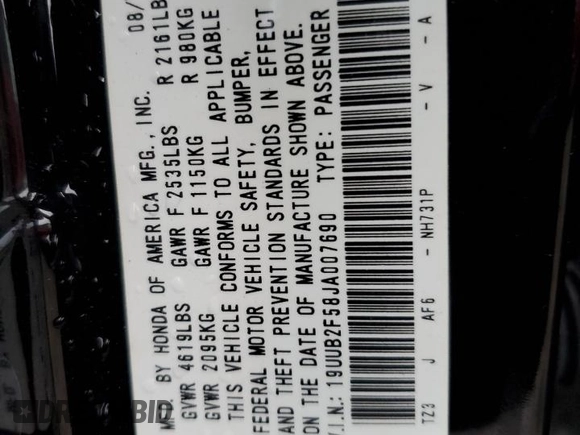 MFD. BY HONDA OF AMERICA MFG., INC. 08/
GVWR 4619LBS GAWR F 2535LBS R 2161LB
GVWR 2095KG GAWR F 1150KG R 980KG
THIS VEHICLE CONFORMS TO ALL APPLICABLE
FEDERAL MOTOR VEHICLE SAFETY, BUMPER,
AND THEFT PREVENTION STANDARDS IN EFFECT
ON THE DATE OF MANUFACTURE SHOWN ABOVE.
V.I.N.: 19UUB2F58JA007690 TYPE: PASSENGER
TZ3 J AF6 - NH731P - V - A